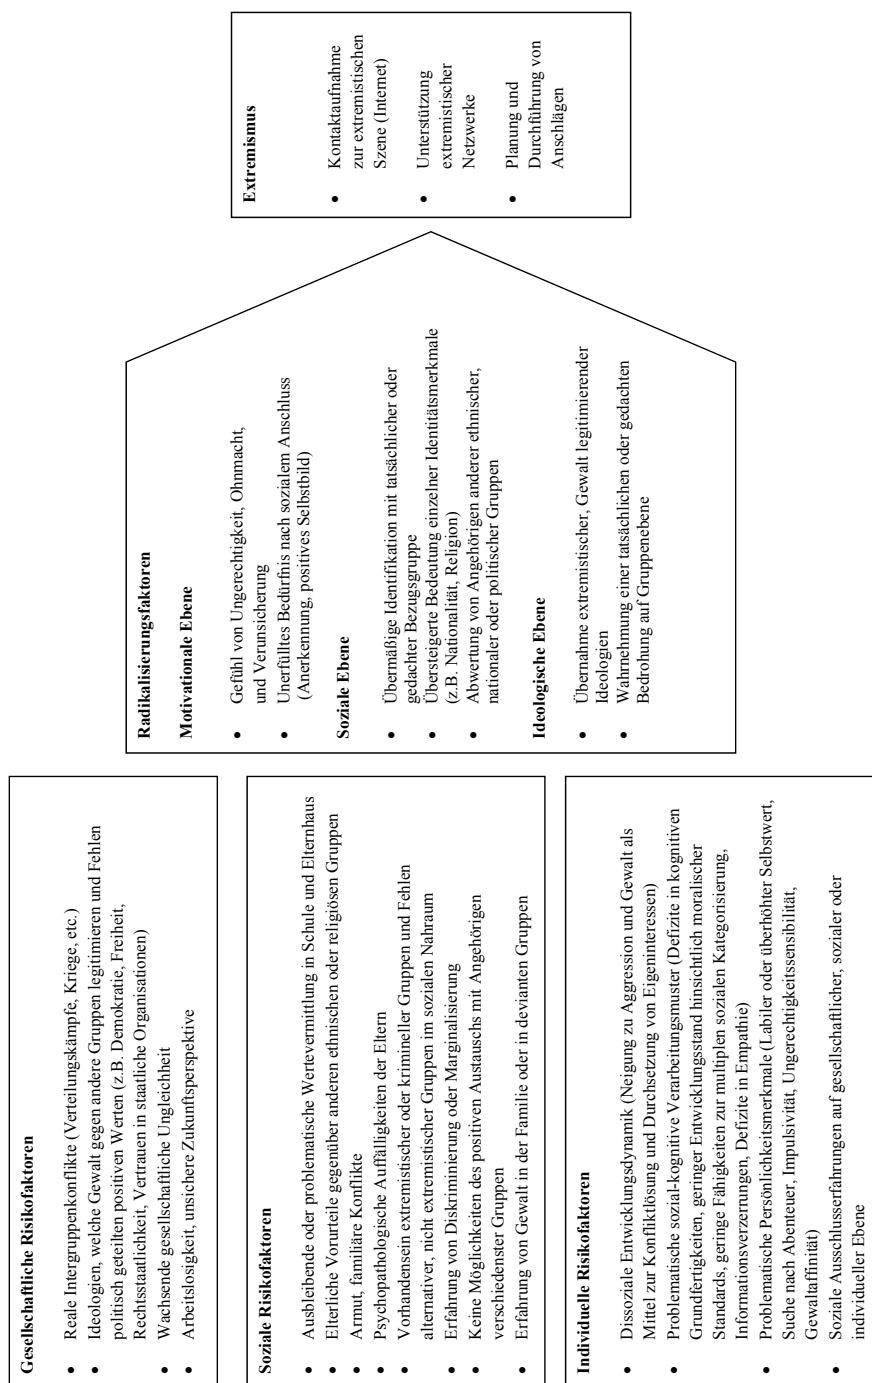 Gesellschaftliche Risikofaktoren
• Reale Intergruppenkonflikte (Verteilungskämpfe, Kriege, etc.)
• Ideologien, welche Gewalt gegen andere Gruppen legitimieren und Fehlen
politisch geteilten positiven Werten (z.B. Demokratie, Freiheit,
Rechtsstaatlichkeit, Vertrauen in staatliche Organisationen)
• Wachsende gesellschaftliche Ungleichheit
• Arbeitslosigkeit, unsichere Zukunftsperspektive
Soziale Risikofaktoren
• Ausbleibende oder problematische Wertevermittlung in Schule und Elternhaus
• Elterliche Vorurteile gegenüber anderen ethnischen oder religiösen Gruppen
• Armut, familiäre Konflikte
• Psychopathologische Auffälligkeiten der Eltern
• Vorhandensein extremistischer oder krimineller Gruppen und Fehlen
alternativer, nicht extremistischer Gruppen im sozialen Nahraum
• Erfahrung von Diskriminierung oder Marginalisierung
• Keine Möglichkeiten des positiven Austauschs mit Angehörigen
verschiedenster Gruppen
• Erfahrung von Gewalt in der Familie oder in devianten Gruppen
Individuelle Risikofaktoren
• Dissoziale Entwicklungsdynamik (Neigung zu Aggression und Gewalt als
Mittel zur Konfliktlösung und Durchsetzung von Eigeninteressen)
• Problematische sozial-kognitive Verarbeitungsmuster (Defizite in kognitiven
Grundfertigkeiten, geringer Entwicklungsstand hinsichtlich moralischer
Standards, geringe Fähigkeiten zur multiplen sozialen Kategorisierung,
Informationsverzerrungen, Defizite in Empathie)
• Problematische Persönlichkeitsmerkmale (Labiler oder überhöhter Selbstwert,
Suche nach Abenteuer, Impulsivität, Ungerechtigkeitssensibilität,
Gewaltaffinität)
• Soziale Ausschlusserfahrungen auf gesellschaftlicher, sozialer oder
individueller Ebene
Radikalisierungsfaktoren
Motivationale Ebene
• Gefühl von Ungerechtigkeit, Ohnmacht,
und Verunsicherung
• Unerfülltes Bedürfnis nach sozialem Anschluss
(Anerkennung, positives Selbstbild)
Soziale Ebene
• Übermäßige Identifikation mit tatsächlicher oder
gedachter Bezugsgruppe
• Übersteigerte Bedeutung einzelner Identitätsmerkmale
(z.B. Nationalität, Religion)
• Abwertung von Angehörigen anderer ethnischer,
nationaler oder politischer Gruppen
Ideologische Ebene
• Übernahme extremistischer, Gewalt legitimierender
Ideologien
• Wahrnehmung einer tatsächlichen oder gedachten
Bedrohung auf Gruppenebene
Extremismus
• Kontaktaufnahme
zur extremistischen
Szene (Internet)
• Unterstützung
extremistischer
Netzwerke
• Planung und
Durchführung von
Anschlägen